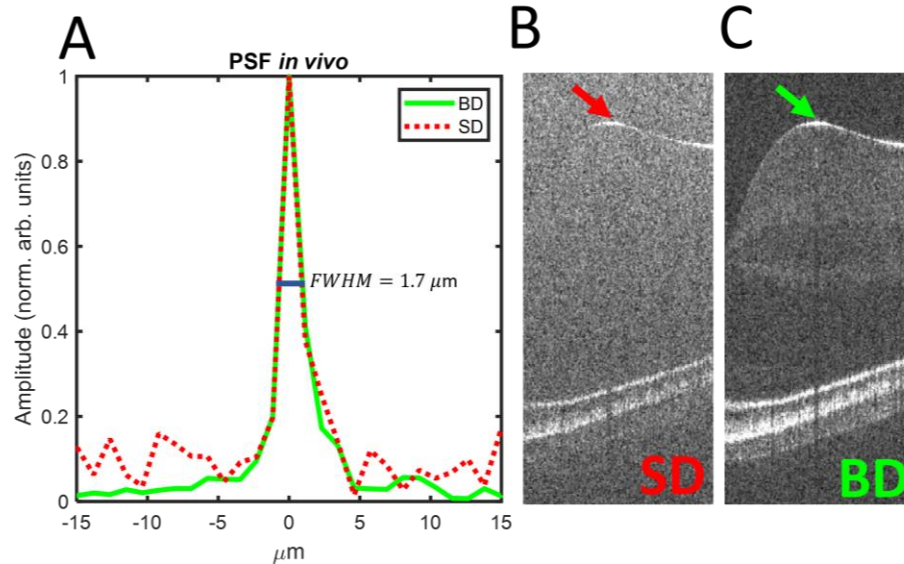 A
PSF in vivo
BD
SD
FWHM = 1.7 μm
Amplitude (norm. arb. units)
1
0.8
0.6
0.4
0.2
0
-15
-10
-5
0
5
10
15
μm
B
SD
C
BD